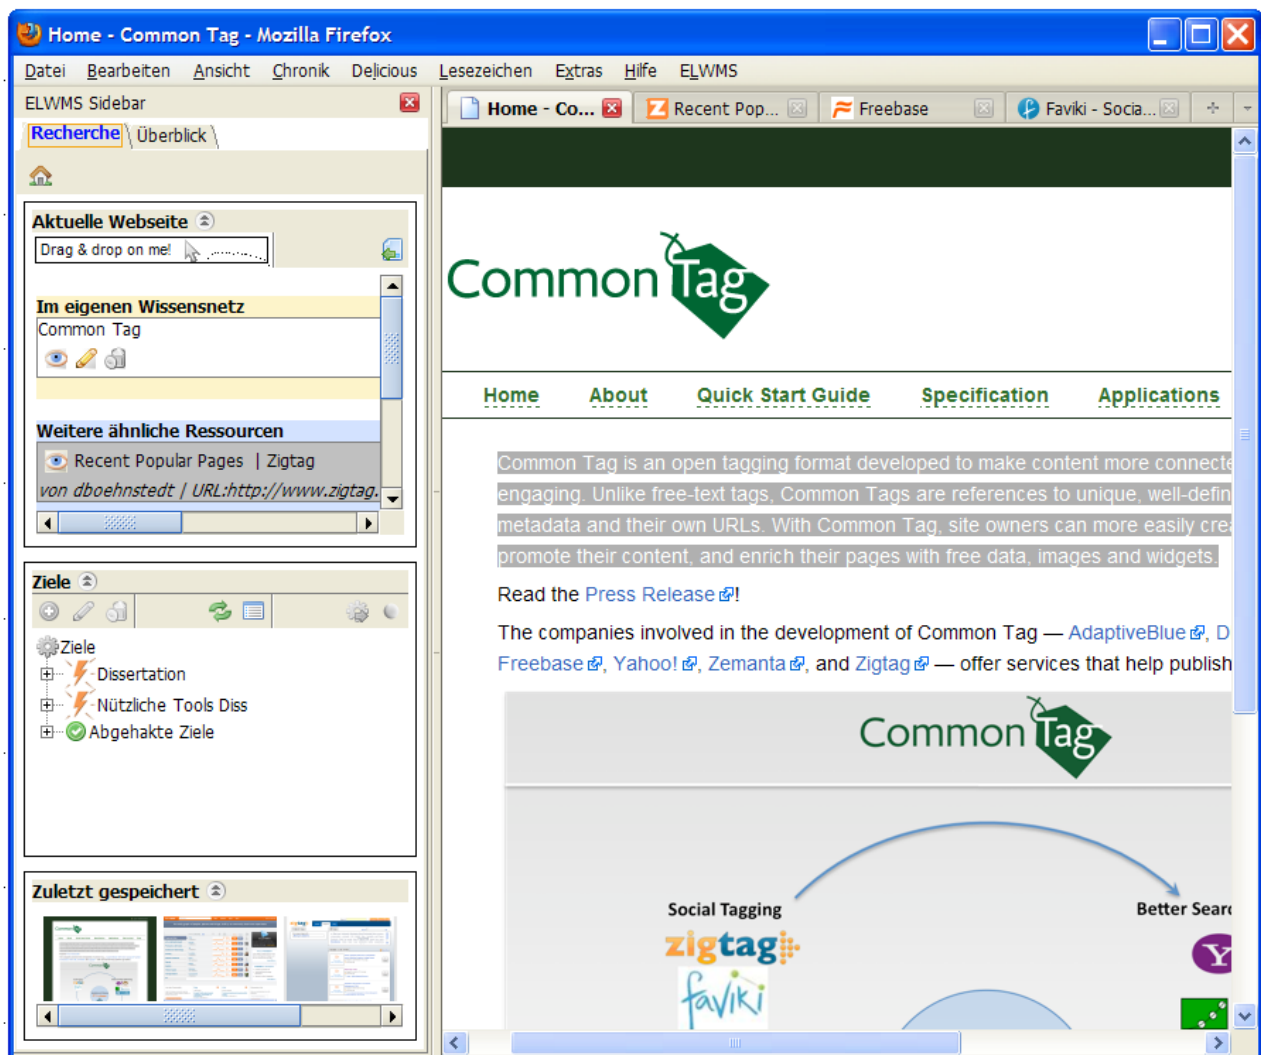 Home - Common Tag - Mozilla Firefox
Datei Bearbeiten Ansicht Chronik Delicious Lesezeichen Extras Hilfe ELWMS
ELWMS Sidebar
Home - Co... Recent Pop... Freebase Faviki - Socia...
Recherche Überblick
Aktuelle Webseite
Drag & drop on me!
Im eigenen Wissensnetz
Common Tag
Weitere ähnliche Ressourcen
Recent Popular Pages | Zigtag
von dboehnstedt | URL:http://www.zigtag.
Ziele
Ziele
Dissertation
Nützliche Tools Diss
Abgehakte Ziele
Zuletzt gespeichert
Common Tag
Home About Quick Start Guide Specification Applications
Common Tag is an open tagging format developed to make content more connecte
engaging. Unlike free-text tags, Common Tags are references to unique, well-defin
metadata and their own URLs. With Common Tag, site owners can more easily crea
promote their content, and enrich their pages with free data, images and widgets.
Read the Press Release!
The companies involved in the development of Common Tag — AdaptiveBlue, D
Freebase, Yahoo!, Zemanta, and Zigtag — offer services that help publish
Common Tag
Social Tagging
zigtag
faviki
Better Searc
Y